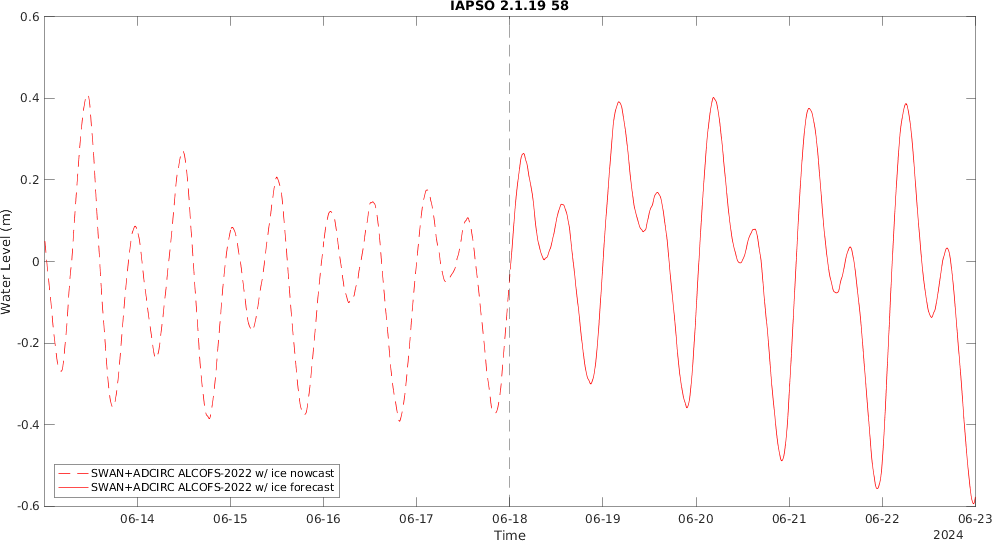 IAPSO 2.1.19 58
Water Level (m)
0.6
0.4
0.2
0
-0.2
-0.4
-0.6
SWAN+ADCIRC ALCOFS-2022 w/ ice nowcast
SWAN+ADCIRC ALCOFS-2022 w/ ice forecast
06-14 06-15 06-16 06-17 06-18 06-19 06-20 06-21 06-22 06-23
Time
2024